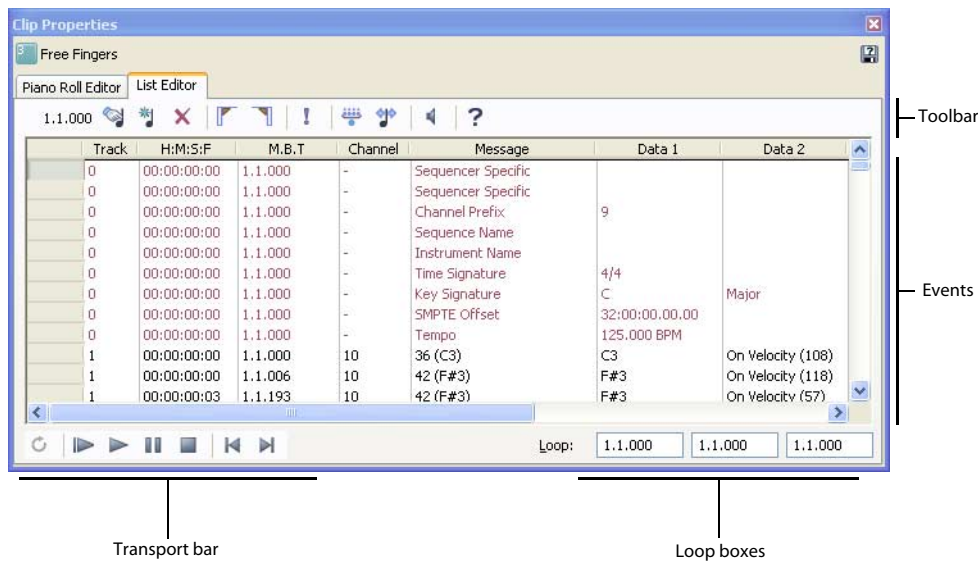 Clip Properties
3 Free Fingers
Piano Roll Editor List Editor
1.1.000 ! ?
Toolbar
Track H:M:S:F M.B.T Channel Message Data 1 Data 2
0 00:00:00:00 1.1.000 - Sequencer Specific
0 00:00:00:00 1.1.000 - Sequencer Specific
0 00:00:00:00 1.1.000 - Channel Prefix 9
0 00:00:00:00 1.1.000 - Sequence Name
0 00:00:00:00 1.1.000 - Instrument Name
0 00:00:00:00 1.1.000 - Time Signature 4/4
0 00:00:00:00 1.1.000 - Key Signature C Major
Events
0 00:00:00:00 1.1.000 - SMPTE Offset 32:00:00.00.00
0 00:00:00:00 1.1.000 - Tempo 125.000 BPM
1 00:00:00:00 1.1.000 10 36 (C3) C3 On Velocity (108)
1 00:00:00:00 1.1.006 10 42 (F#3) F#3 On Velocity (118)
1 00:00:00:03 1.1.193 10 42 (F#3) F#3 On Velocity (57)
Loop: 1.1.000 1.1.000 1.1.000
Transport bar
Loop boxes